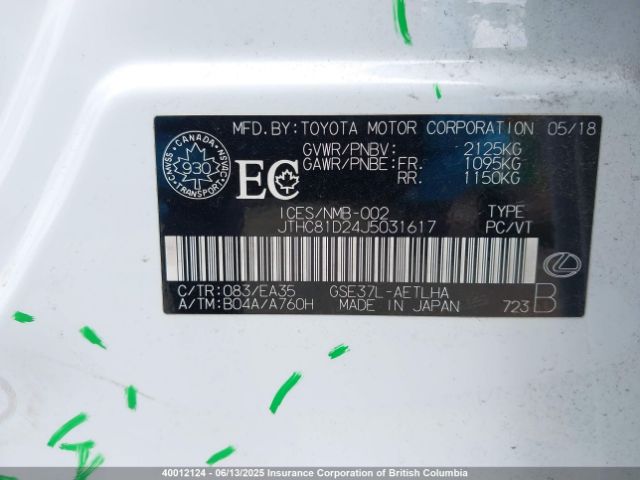 MFD.BY:TOYOTA MOTOR CORPORATION 05/18
GVWR/PNBV: 2125KG
GAWR/PNBE:FR. 1095KG
RR. 1150KG
CANADA
CMVSS 930 NSVAC
TRANSPORT
EC
ICES/NMB-002 TYPE
JTHC81D24J5031617 PC/VT
C/TR:083/EA35 GSE37L-AETLHA
A/TM:B04A/A760H MADE IN JAPAN 723 B
40012124 06/13/2025 Insurance Corporation of British Columbia